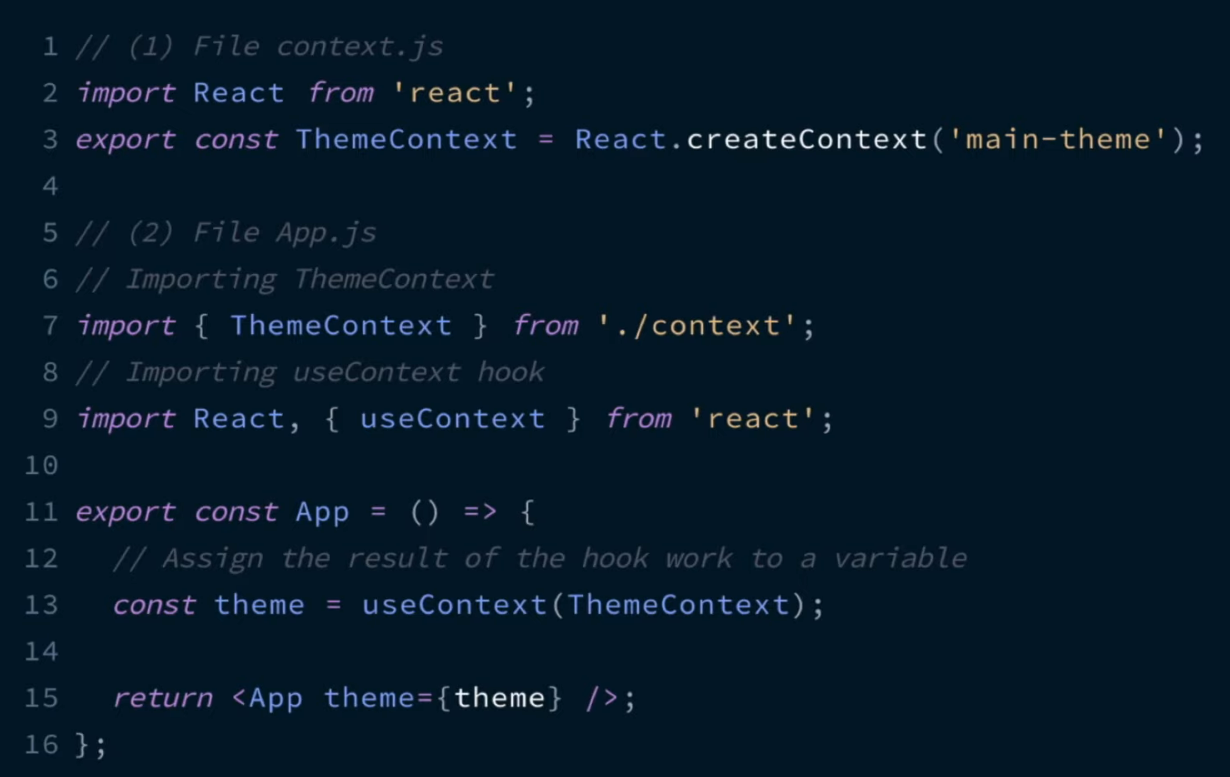 1 // (1) File context.js
2 import React from 'react';
3 export const ThemeContext = React.createContext('main-theme');
4
5 // (2) File App.js
6 // Importing ThemeContext
7 import { ThemeContext } from './context';
8 // Importing useContext hook
9 import React, { useContext } from 'react';
10
11 export const App = () => {
12   // Assign the result of the hook work to a variable
13   const theme = useContext(ThemeContext);
14
15   return <App theme={theme} />;
16 };